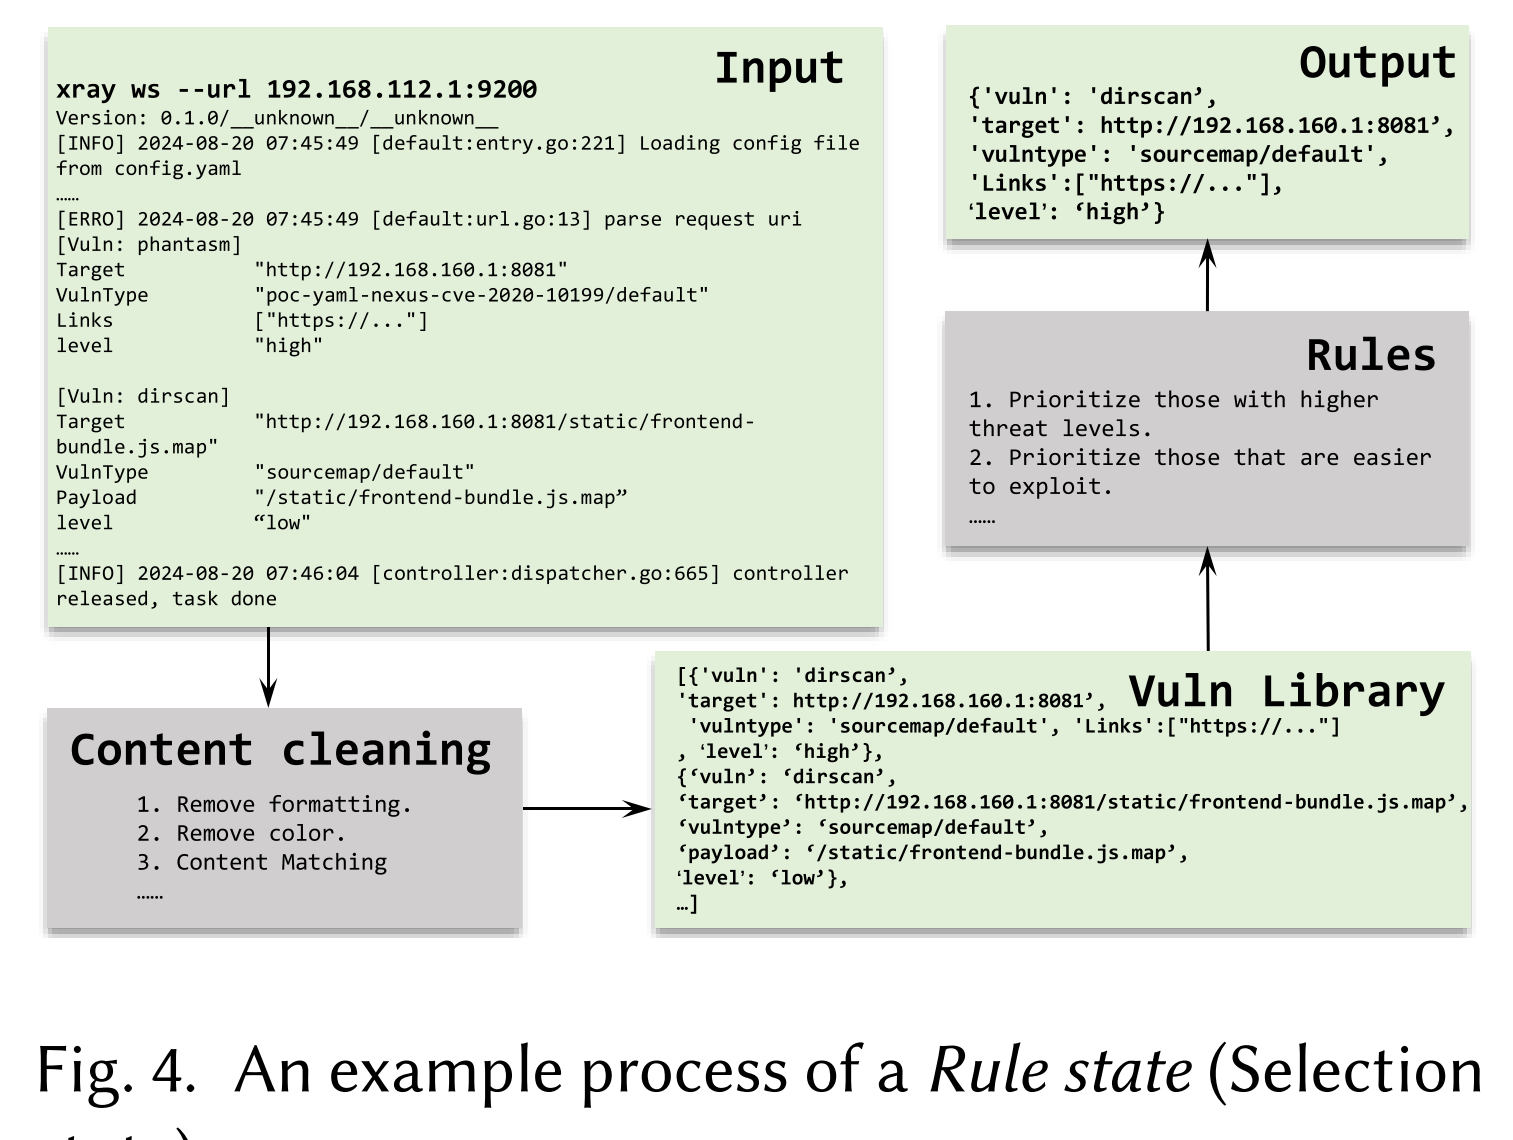 Input
xray ws --url 192.168.112.1:9200
Version: 0.1.0/__unknown__/__unknown__
[INFO] 2024-08-20 07:45:49 [default:entry.go:221] Loading config file
from config.yaml
……
[ERRO] 2024-08-20 07:45:49 [default:url.go:13] parse request uri
[Vuln: phantasm]
Target "http://192.168.160.1:8081"
VulnType "poc-yaml-nexus-cve-2020-10199/default"
Links ["https://..."]
level "high"
[Vuln: dirscan]
Target "http://192.168.160.1:8081/static/frontend-
bundle.js.map"
VulnType "sourcemap/default"
Payload "/static/frontend-bundle.js.map”
level “low"
……
[INFO] 2024-08-20 07:46:04 [controller:dispatcher.go:665] controller
released, task done
Content cleaning
1. Remove formatting.
2. Remove color.
3. Content Matching
……
Vuln Library
[{'vuln': 'dirscan’,
'target': http://192.168.160.1:8081’,
'vulntype': 'sourcemap/default', 'Links':["https://..."]
, ‘level’: ‘high’},
{‘vuln’: ‘dirscan’,
‘target’: ‘http://192.168.160.1:8081/static/frontend-bundle.js.map’,
‘vulntype’: ‘sourcemap/default’,
‘payload’: ‘/static/frontend-bundle.js.map’,
‘level’: ‘low’},
…]
Rules
1. Prioritize those with higher
threat levels.
2. Prioritize those that are easier
to exploit.
……
Output
{'vuln': 'dirscan’,
'target': http://192.168.160.1:8081’,
'vulntype': 'sourcemap/default',
'Links':["https://..."],
‘level’: ‘high’}
Fig. 4. An example process of a Rule state (Selection